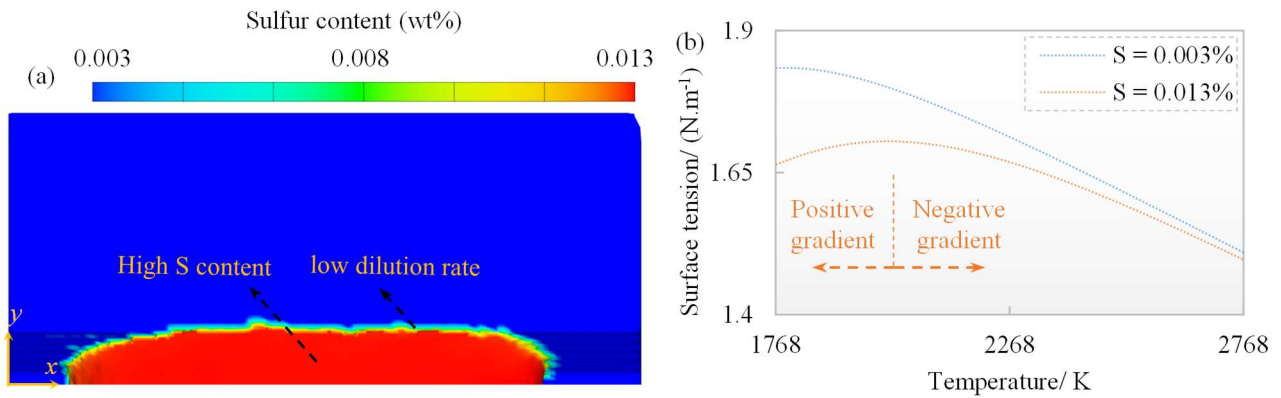 Sulfur content (wt%)
0.003 0.008 0.013
(a)
High S content
low dilution rate
y
x
(b)
Surface tension/ (N.m⁻¹)
1.9
1.65
1.4
S = 0.003%
S = 0.013%
Positive
gradient
Negative
gradient
1768 2268 2768
Temperature/ K